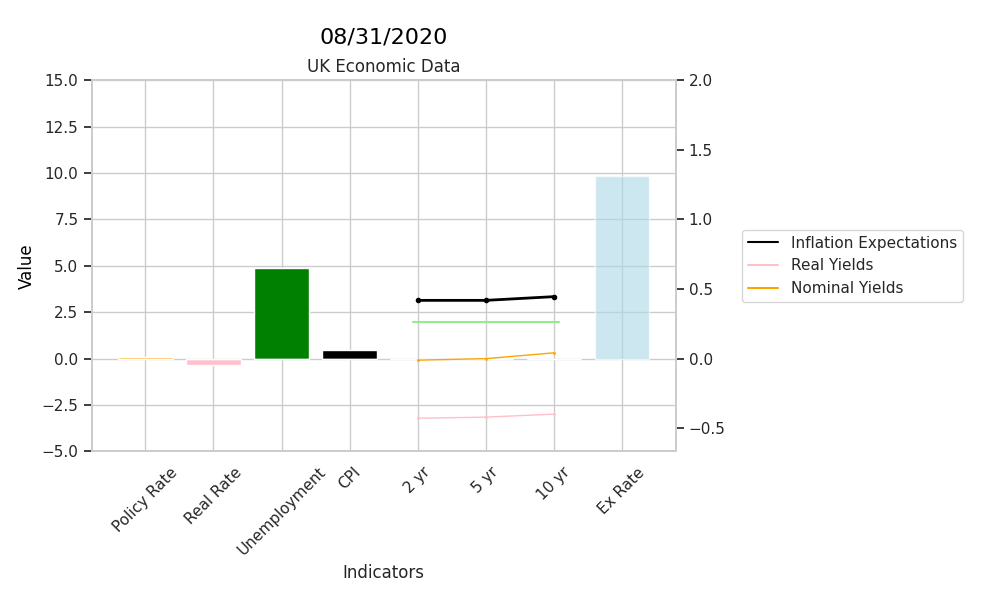 08/31/2020
UK Economic Data
15.0
12.5
10.0
7.5
5.0
2.5
0.0
−2.5
−5.0
Value
2.0
1.5
1.0
0.5
0.0
−0.5
Inflation Expectations
Real Yields
Nominal Yields
Policy Rate
Real Rate
Unemployment
CPI
2 yr
5 yr
10 yr
Ex Rate
Indicators